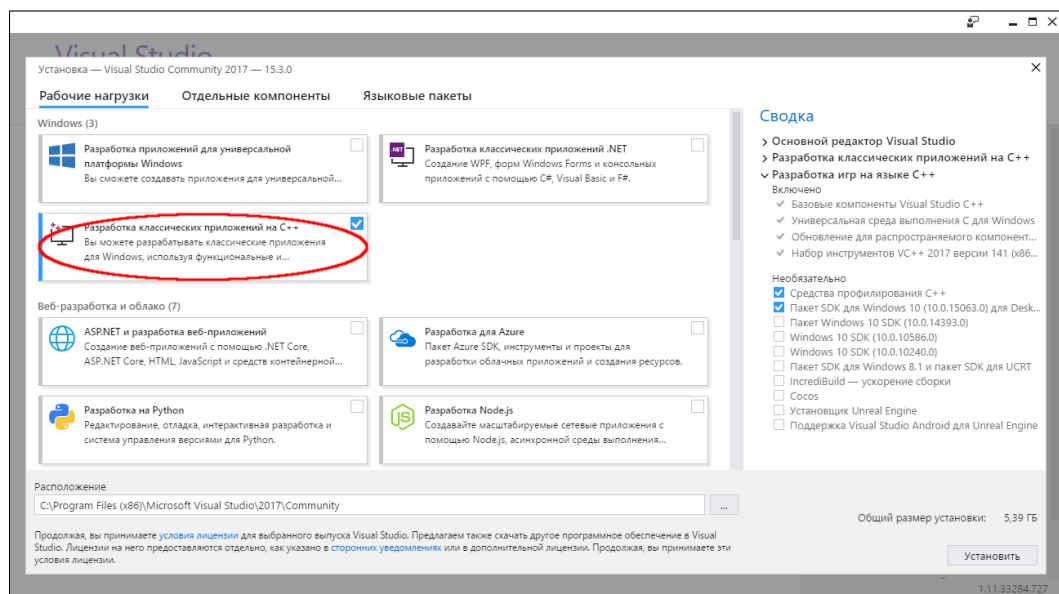 Visual Studio
Установка — Visual Studio Community 2017 — 15.3.0
Рабочие нагрузки
Отдельные компоненты
Языковые пакеты
Windows (3)
Разработка приложений для универсальной
платформы Windows
Вы сможете создавать приложения для универсальной...
.NET
Разработка классических приложений .NET
Создание WPF, форм Windows Forms и консольных
приложений с помощью C#, Visual Basic и F#.
Разработка классических приложений на C++
Вы можете разрабатывать классические приложения
для Windows, используя функциональные и...
Веб-разработка и облако (7)
ASP.NET и разработка веб-приложений
Создание веб-приложений с помощью .NET Core,
ASP.NET Core, HTML, JavaScript и средств контейнерной...
Разработка для Azure
Пакет Azure SDK, инструменты и проекты для
разработки облачных приложений и создания ресурсов.
Разработка на Python
Редактирование, отладка, интерактивная разработка и
система управления версиями для Python.
Разработка Node.js
Создавайте масштабируемые сетевые приложения с
помощью Node.js, асинхронной среды выполнения...
Сводка
Основной редактор Visual Studio
Разработка классических приложений на C++
Разработка игр на языке C++
Включено
Базовые компоненты Visual Studio C++
Универсальная среда выполнения C для Windows
Обновление для распространяемого компонент...
Набор инструментов VC++ 2017 версии 141 (x86...
Необязательно
Средства профилирования C++
Пакет SDK для Windows 10 (10.0.15063.0) для Desk...
Пакет Windows 10 SDK (10.0.14393.0)
Windows 10 SDK (10.0.10586.0)
Windows 10 SDK (10.0.10240.0)
Пакет SDK для Windows 8.1 и пакет SDK для UCRT
IncrediBuild — ускорение сборки
Cocos
Установщик Unreal Engine
Поддержка Visual Studio Android для Unreal Engine
Расположение
C:\Program Files (x86)\Microsoft Visual Studio\2017\Community
...
Продолжая, вы принимаете условия лицензии для выбранного выпуска Visual Studio. Предлагаем также скачать другое программное обеспечение в Visual
Studio. Лицензии на него предоставляются отдельно, как указано в сторонних уведомлениях или в дополнительной лицензии. Продолжая, вы принимаете эти
условия лицензии.
Общий размер установки: 5,39 ГБ
Установить
1.11.33284.727